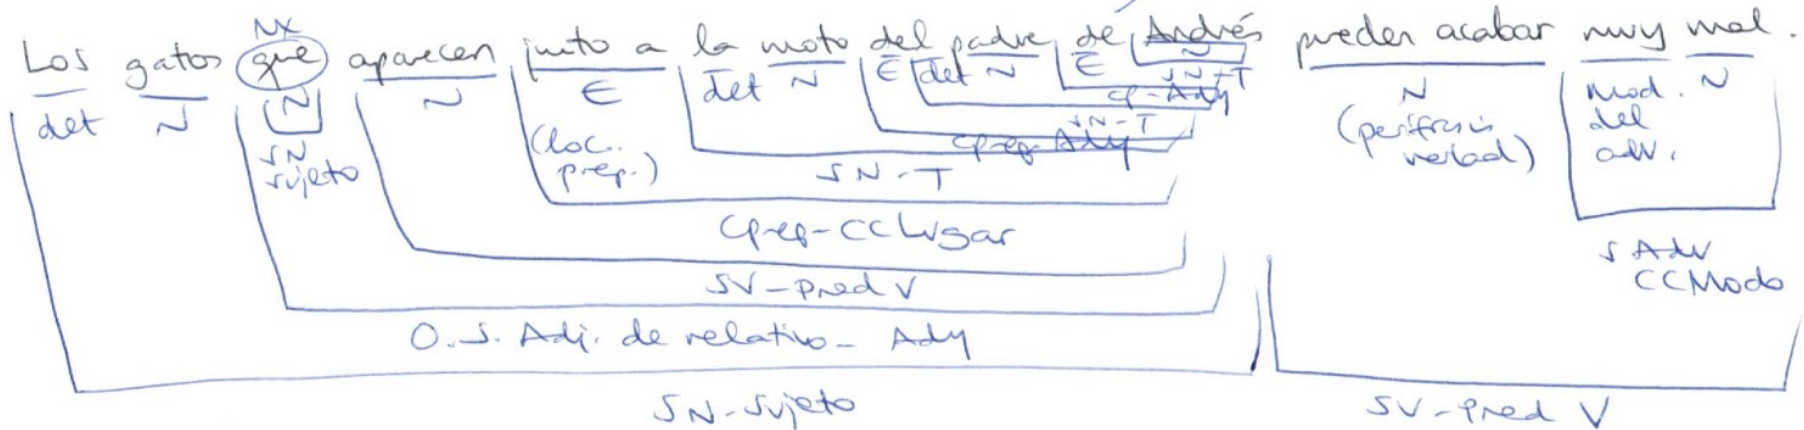 NX
Los gatos que aparecen junto a la moto del padre de Andrés pueden acabar muy mal.
det N N N E det N E det N E N N mod. N
SN-T
(loc. prep.) CPrep-Ady (perífrasis verbal) del adv.
SN sujeto SN-T
CPrep-Ady
SN-T
CPrep-CCLugar
SV-Pred V SAdv CCModo
O.S. Adj. de relativo - Ady
SN-Sujeto SV-Pred V